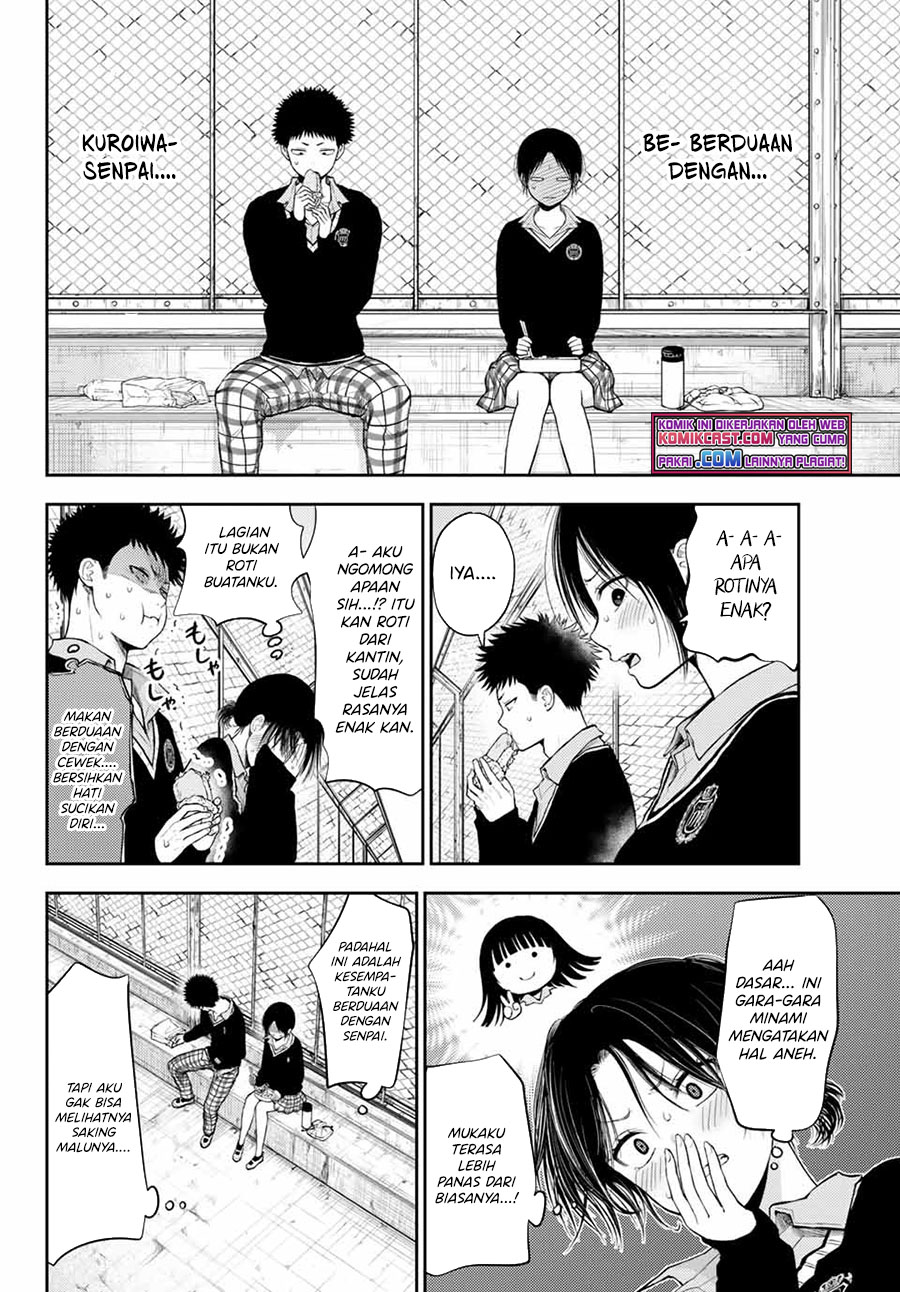 BE- BERDUAAN
DENGAN...
KUROIWA-
SENPAI....
KOMIK INI DIKERJAKAN OLEH WEB
KOMIKCAST.COM YANG CUMA
PAKAI .COM LAINNYA PLAGIAT!
A- A- A-
APA
ROTINYA
ENAK?
IYA....
A- AKU
NGOMONG
APAAN
SIH...!? ITU
KAN ROTI
DARI
KANTIN,
SUDAH
JELAS
RASANYA
ENAK KAN.
LAGIAN
ITU BUKAN
ROTI
BUATANKU.
もしゃ
もしゃ
MAKAN
BERDUAAN
DENGAN
CEWEK....
BERSIHKAN
HATI
SUCIKAN
DIRI...
AAH
DASAR... INI
GARA-GARA
MINAMI
MENGATAKAN
HAL ANEH.
MUKAKU
TERASA
LEBIH
PANAS DARI
BIASANYA...!
PADAHAL
INI ADALAH
KESEMPA-
TANKU
BERDUAAN
DENGAN
SENPAI.
TAPI AKU
GAK BISA
MELIHATNYA
SAKING
MALUNYA....